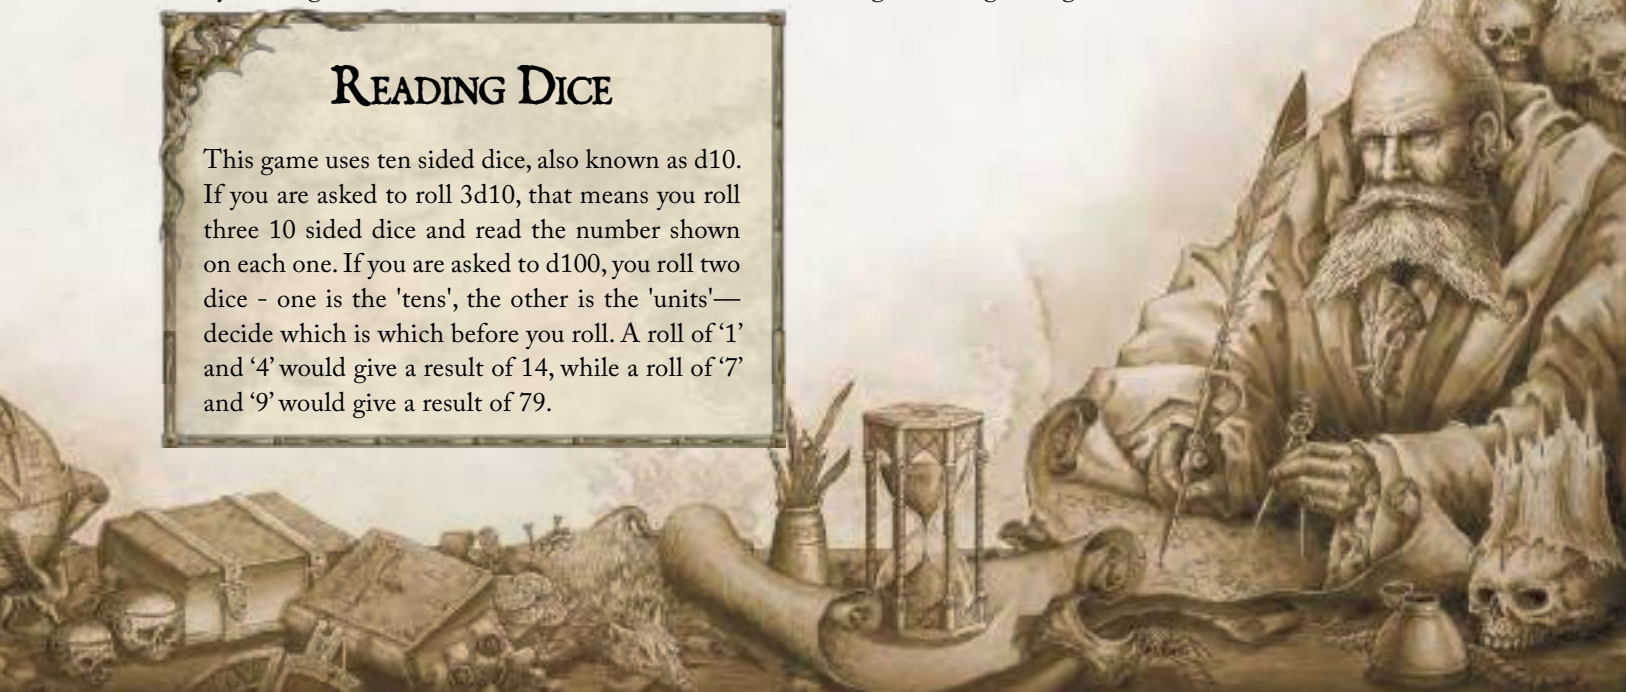 Reading Dice
This game uses ten sided dice, also known as d10.
If you are asked to roll 3d10, that means you roll
three 10 sided dice and read the number shown
on each one. If you are asked to d100, you roll two
dice - one is the 'tens', the other is the 'units'—
decide which is which before you roll. A roll of ‘1’
and ‘4’ would give a result of 14, while a roll of ‘7’
and ‘9’ would give a result of 79.